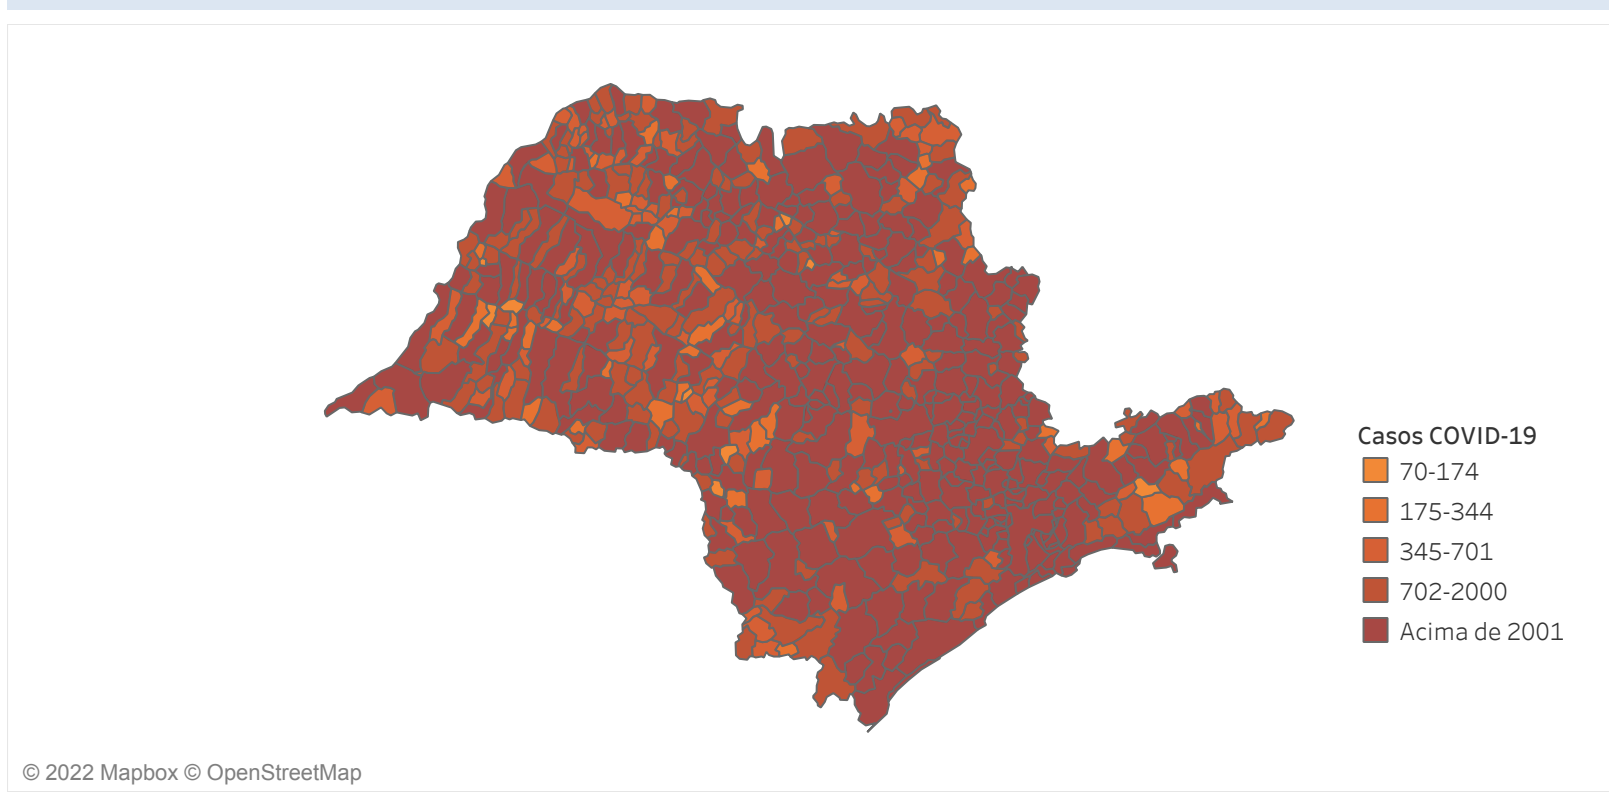 Casos COVID-19
70-174
175-344
345-701
702-2000
Acima de 2001
© 2022 Mapbox © OpenStreetMap